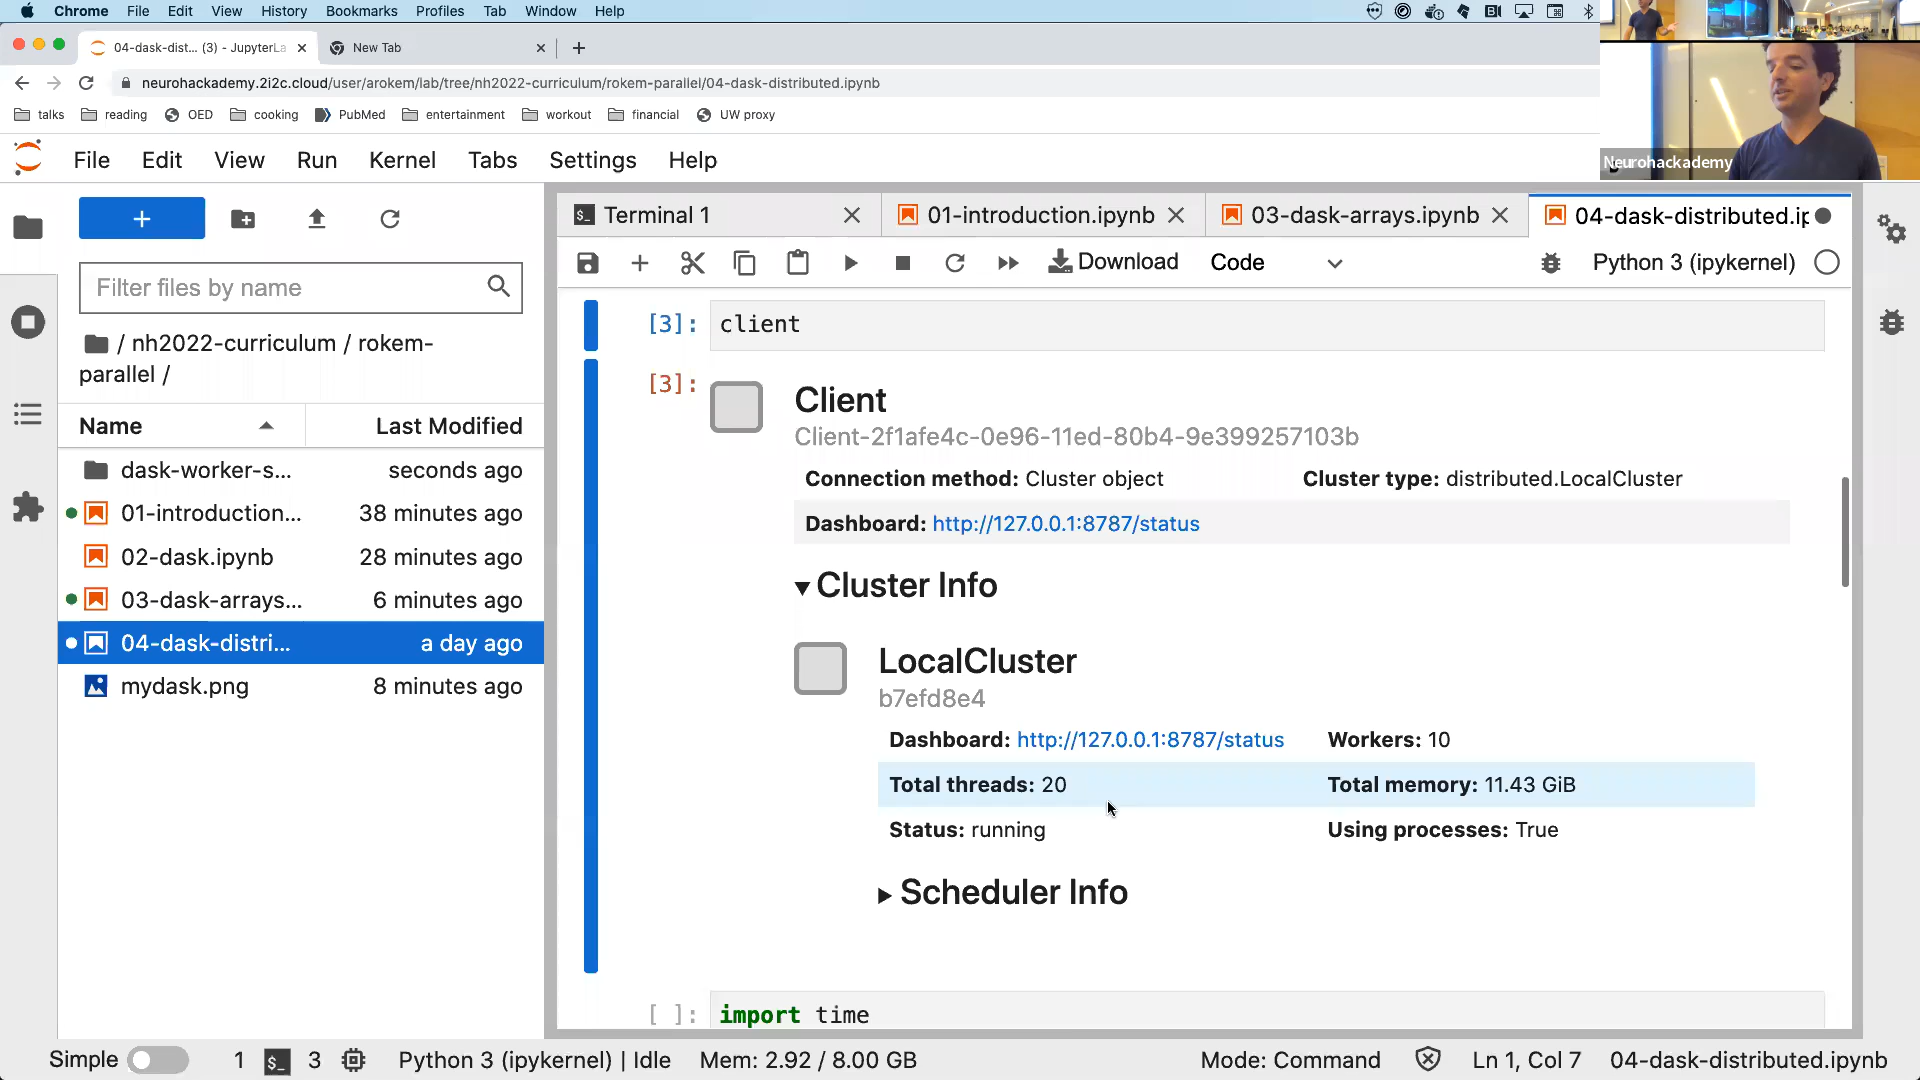 Chrome File Edit View History Bookmarks Profiles Tab Window Help
04-dask-dist... (3) - JupyterLa
New Tab
neurohackademy.2i2c.cloud/user/arokem/lab/tree/nh2022-curriculum/rokem-parallel/04-dask-distributed.ipynb
talks reading OED cooking PubMed entertainment workout financial UW proxy
Neurohackademy
File Edit View Run Kernel Tabs Settings Help
Terminal 1
01-introduction.ipynb
03-dask-arrays.ipynb
04-dask-distributed.ip
Download Code Python 3 (ipykernel)
Filter files by name
/ nh2022-curriculum / rokem-
parallel /
Name Last Modified
dask-worker-s... seconds ago
01-introduction... 38 minutes ago
02-dask.ipynb 28 minutes ago
03-dask-arrays... 6 minutes ago
04-dask-distri... a day ago
mydask.png 8 minutes ago
[3]: client
[3]:
Client
Client-2f1afe4c-0e96-11ed-80b4-9e399257103b
Connection method: Cluster object Cluster type: distributed.LocalCluster
Dashboard: http://127.0.0.1:8787/status
Cluster Info
LocalCluster
b7efd8e4
Dashboard: http://127.0.0.1:8787/status Workers: 10
Total threads: 20 Total memory: 11.43 GiB
Status: running Using processes: True
Scheduler Info
[ ]: import time
Simple 1 3 Python 3 (ipykernel) | Idle Mem: 2.92 / 8.00 GB Mode: Command Ln 1, Col 7 04-dask-distributed.ipynb